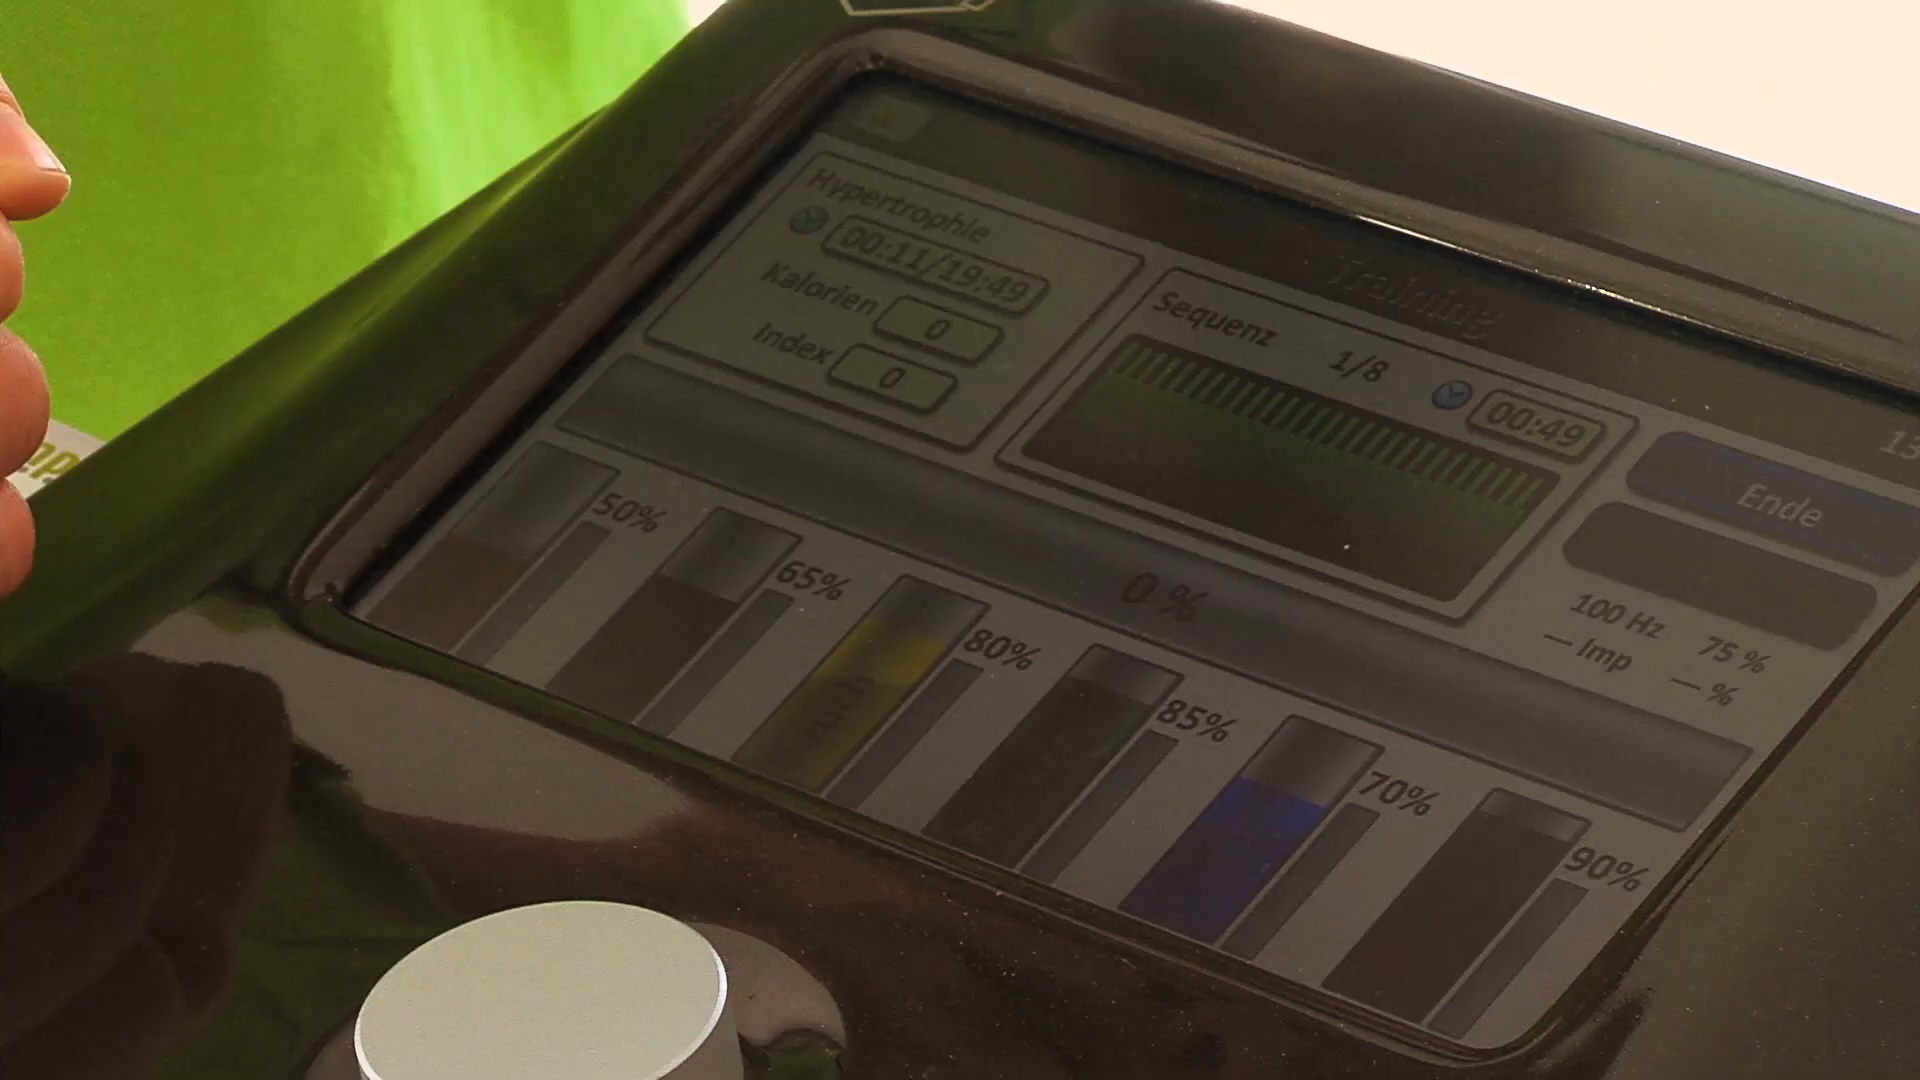 Training
Hypertrophie
00:11/19:49
Kalorien 0
Index 0
Sequenz 1/8 00:49
13
Ende
100 Hz 75 %
— Imp — %
0 %
50%
65%
80%
85%
70%
90%